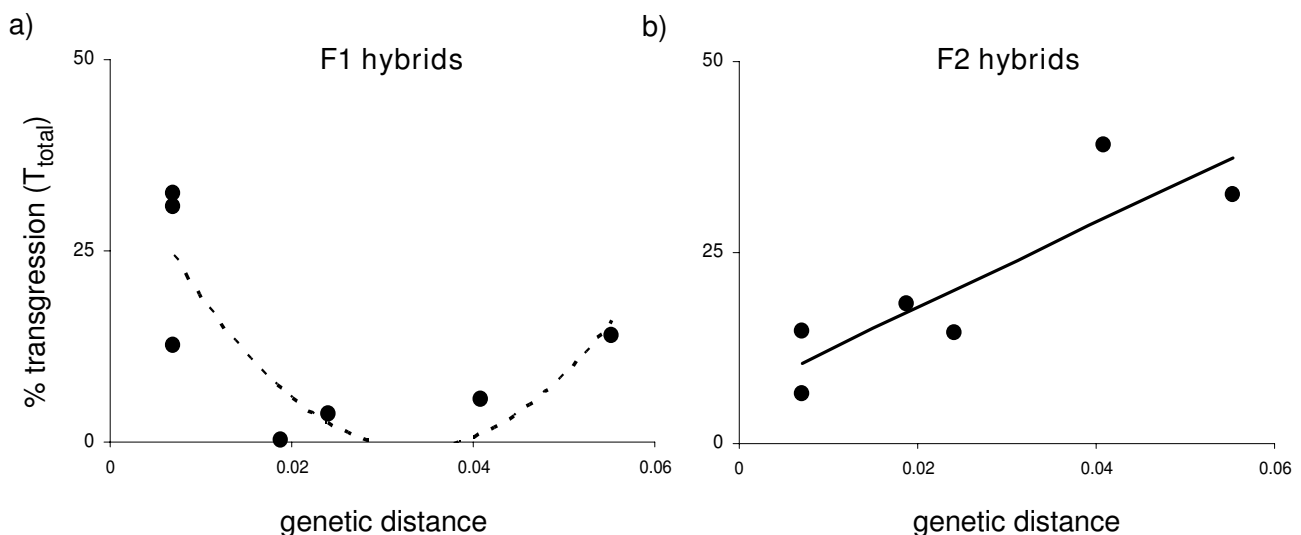 a)
F1 hybrids
% transgression (Ttotal)
50
25
0
0 0.02 0.04 0.06
genetic distance
b)
F2 hybrids
50
25
0
0 0.02 0.04 0.06
genetic distance